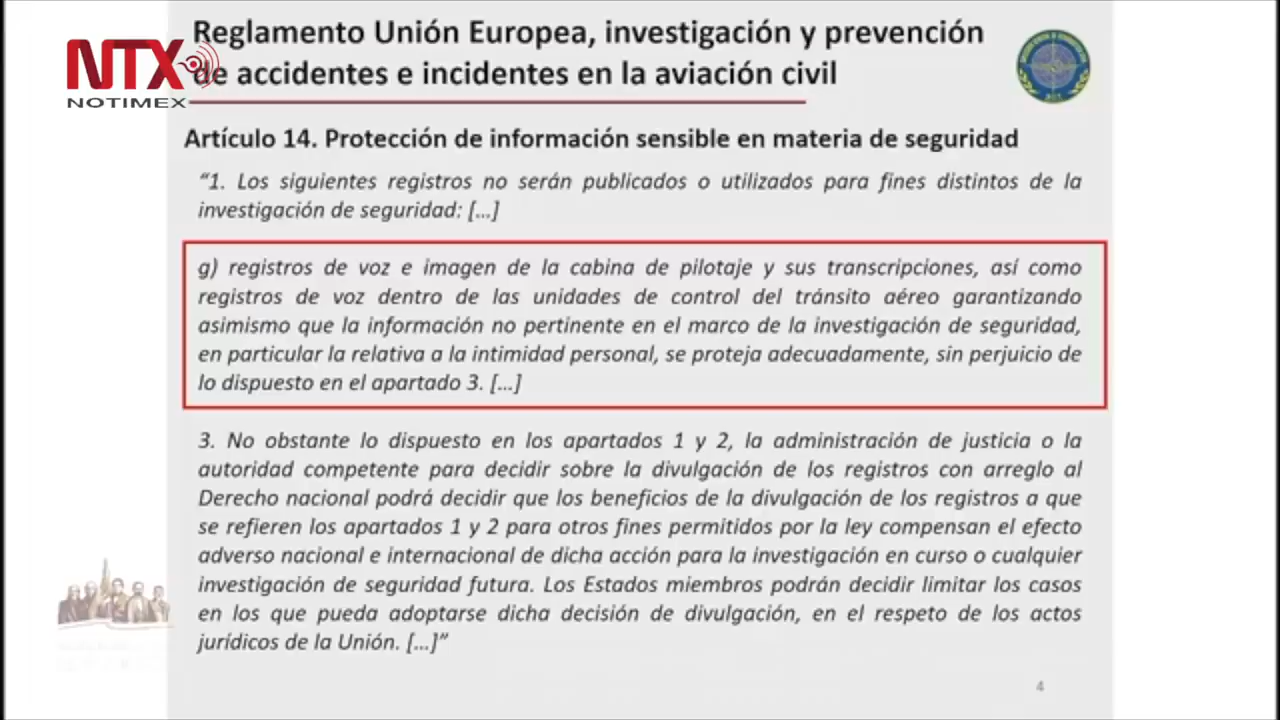 Reglamento Unión Europea, investigación y prevención
de accidentes e incidentes en la aviación civil
NTX
NOTIMEX
Artículo 14. Protección de información sensible en materia de seguridad
“1. Los siguientes registros no serán publicados o utilizados para fines distintos de la
investigación de seguridad: […]
g) registros de voz e imagen de la cabina de pilotaje y sus transcripciones, así como
registros de voz dentro de las unidades de control del tránsito aéreo garantizando
asimismo que la información no pertinente en el marco de la investigación de seguridad,
en particular la relativa a la intimidad personal, se proteja adecuadamente, sin perjuicio de
lo dispuesto en el apartado 3. […]
3. No obstante lo dispuesto en los apartados 1 y 2, la administración de justicia o la
autoridad competente para decidir sobre la divulgación de los registros con arreglo al
Derecho nacional podrá decidir que los beneficios de la divulgación de los registros a que
se refieren los apartados 1 y 2 para otros fines permitidos por la ley compensan el efecto
adverso nacional e internacional de dicha acción para la investigación en curso o cualquier
investigación de seguridad futura. Los Estados miembros podrán decidir limitar los casos
en los que pueda adoptarse dicha decisión de divulgación, en el respeto de los actos
jurídicos de la Unión. […]”
4